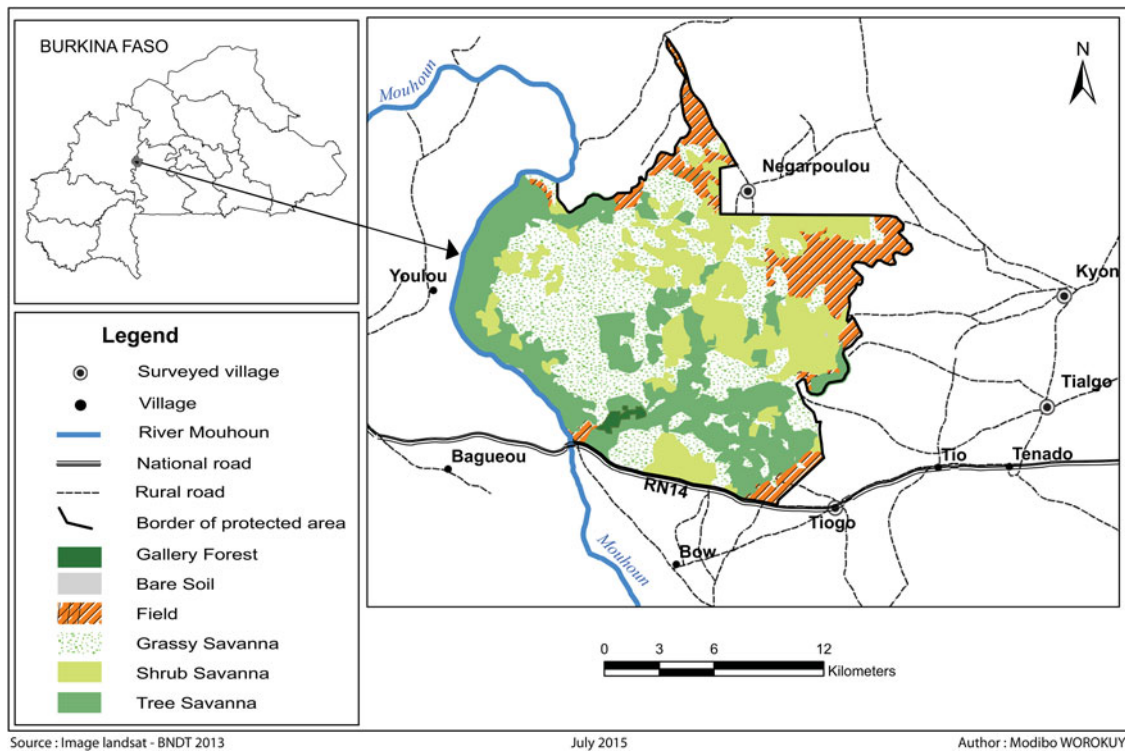 BURKINA FASO
Legend
Surveyed village
Village
River Mouhoun
National road
Rural road
Border of protected area
Gallery Forest
Bare Soil
Field
Grassy Savanna
Shrub Savanna
Tree Savanna
Mouhoun
N
Negarpoulou
Youlou
Kyon
Tialgo
Bagueou
Tio
Tenado
RN14
Tiogo
Bow
Mouhoun
0 3 6 12
Kilometers
Source : Image landsat - BNDT 2013
July 2015
Author : Modibo WOROKUY